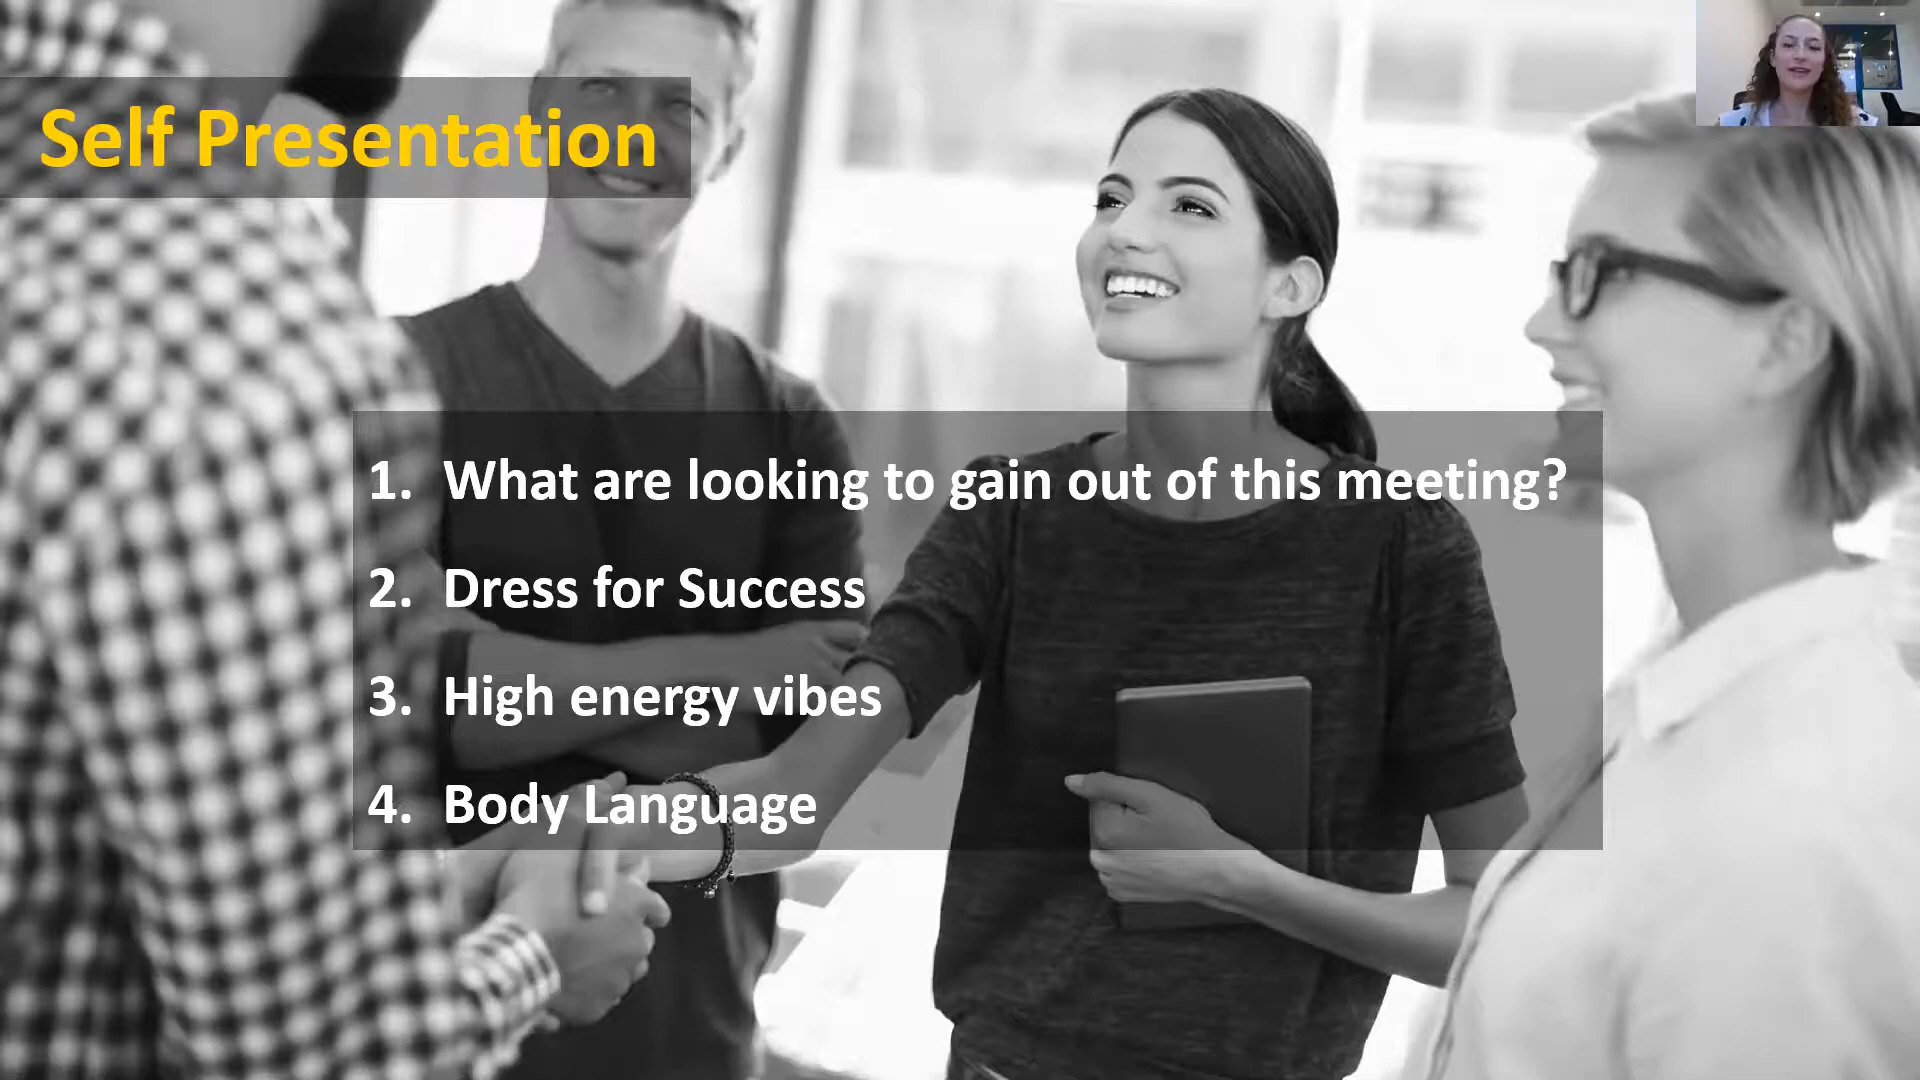 Self Presentation
1. What are looking to gain out of this meeting?
2. Dress for Success
3. High energy vibes
4. Body Language